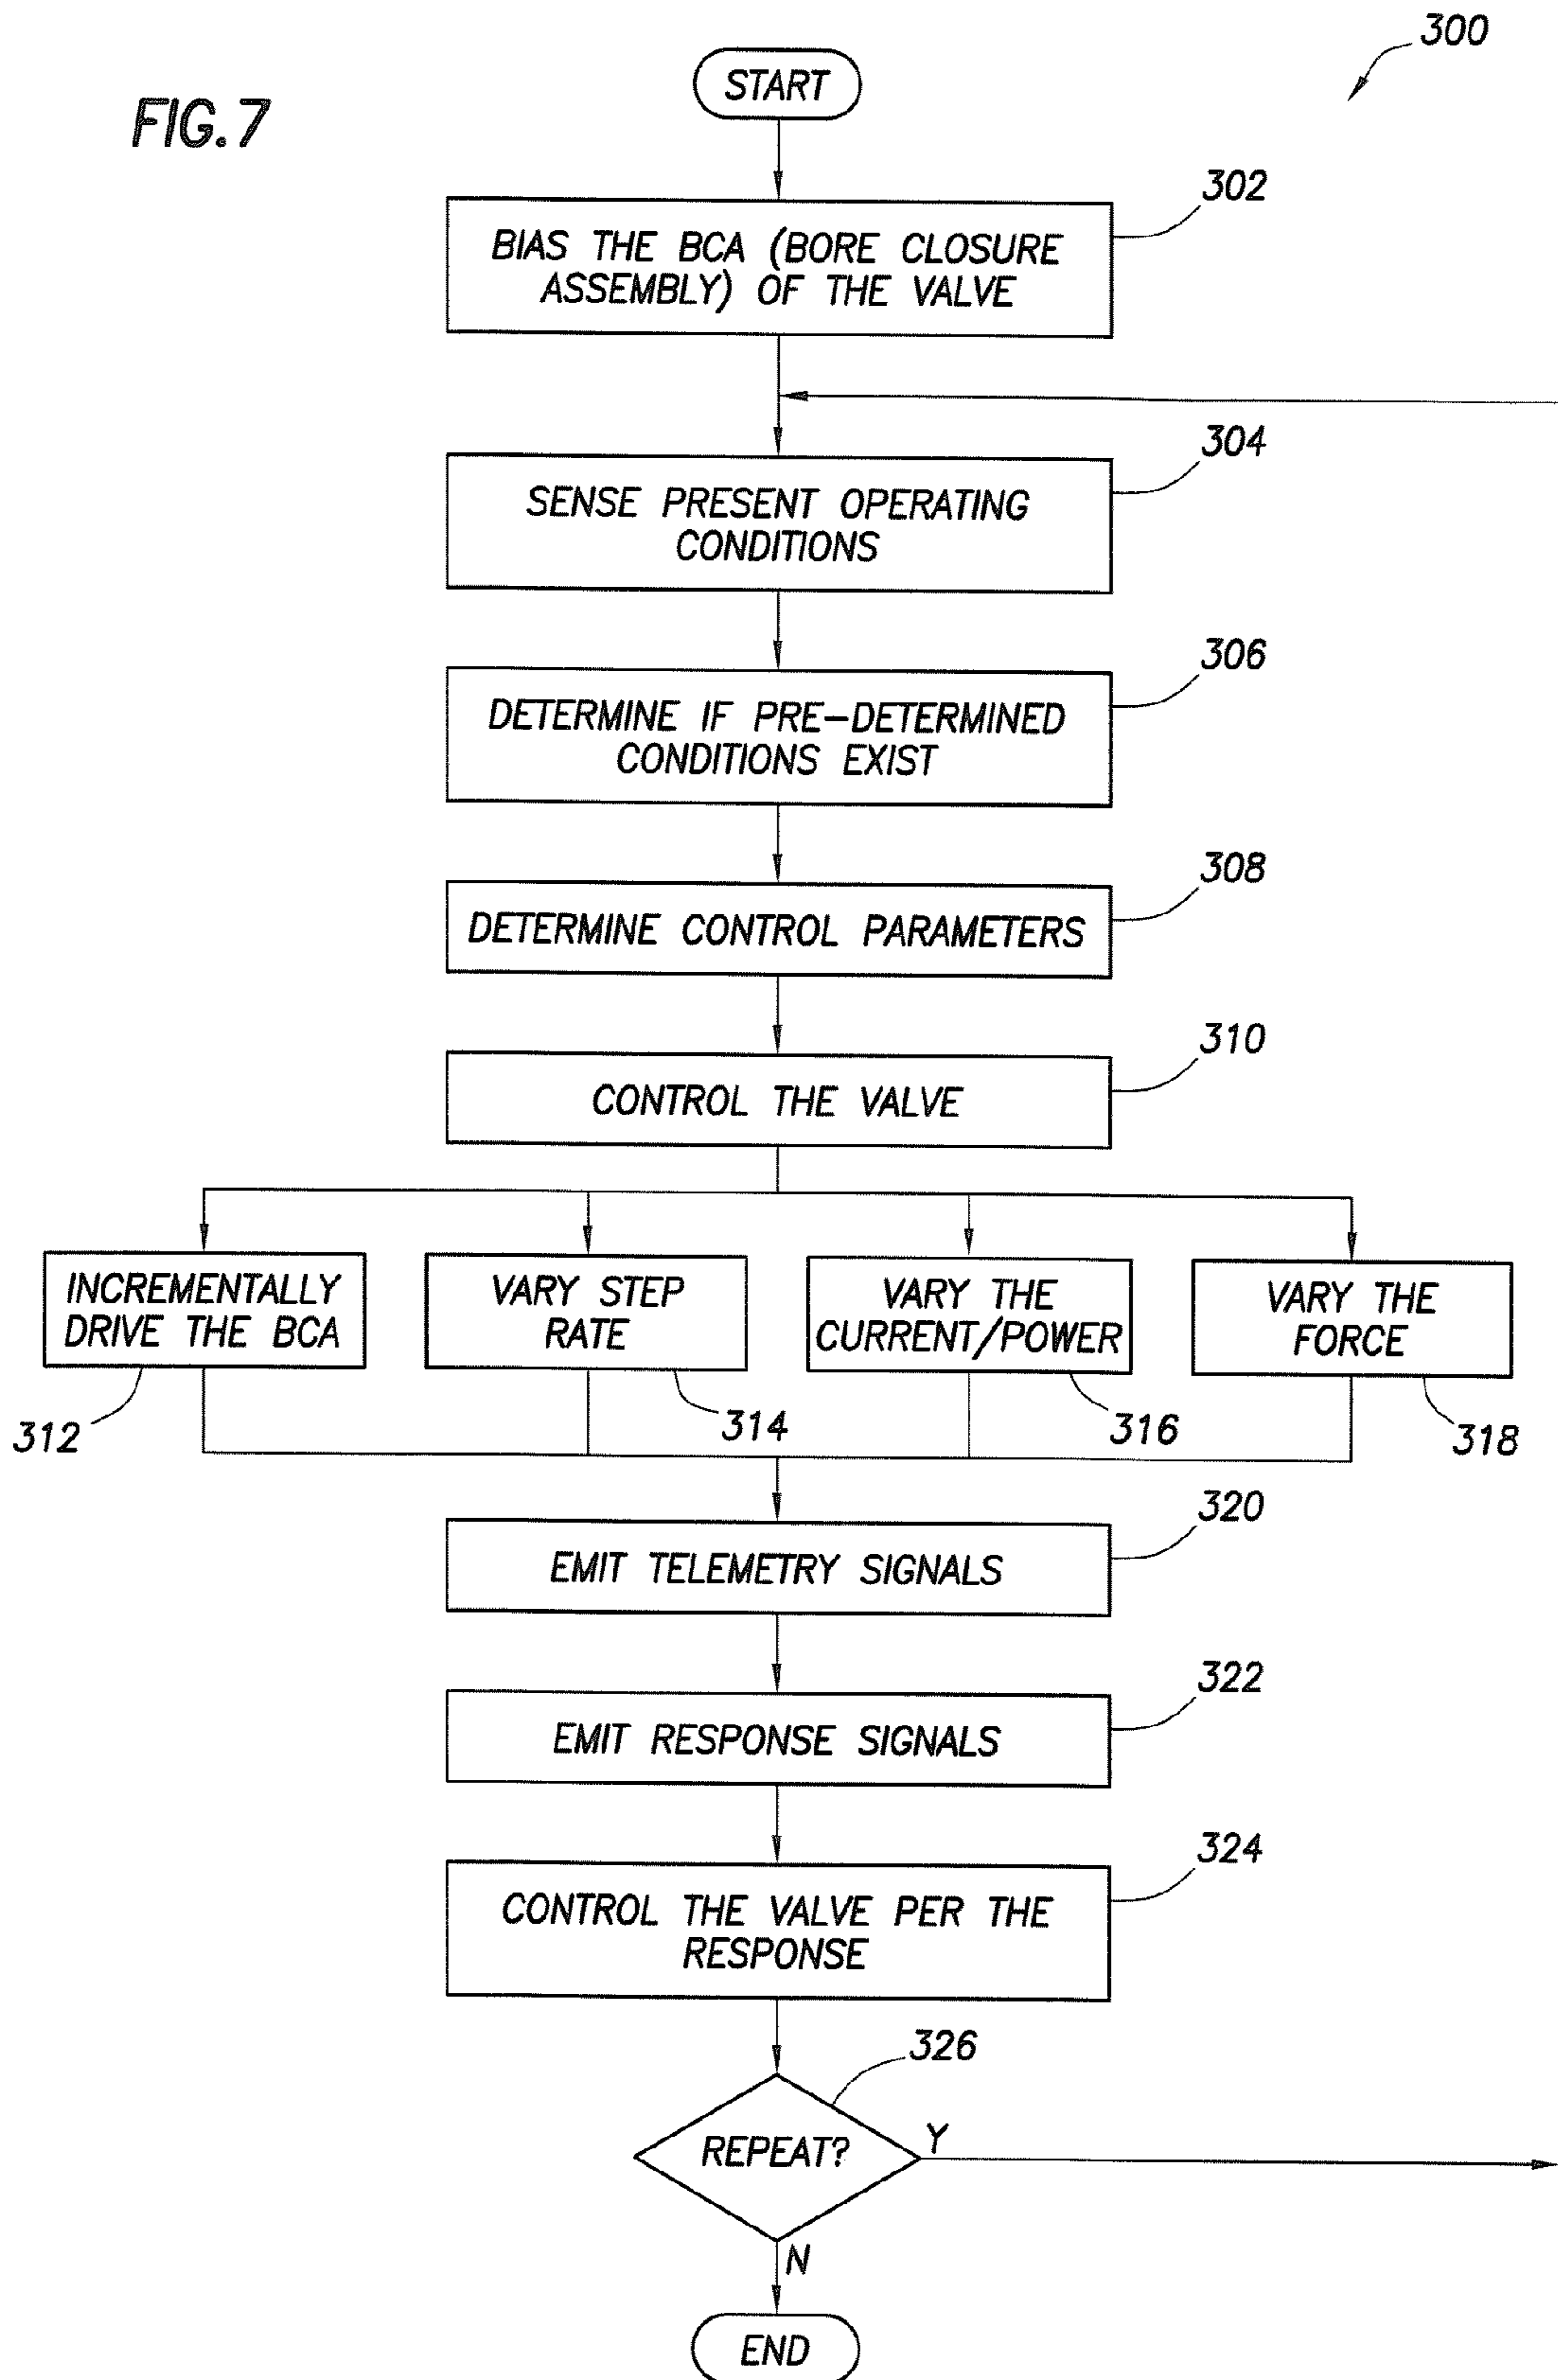 300
FIG.7
START
302
BIAS THE BCA (BORE CLOSURE
ASSEMBLY) OF THE VALVE
304
SENSE PRESENT OPERATING
CONDITIONS
306
DETERMINE IF PRE-DETERMINED
CONDITIONS EXIST
308
DETERMINE CONTROL PARAMETERS
310
CONTROL THE VALVE
INCREMENTALLY
DRIVE THE BCA
VARY STEP
RATE
VARY THE
CURRENT/POWER
VARY THE
FORCE
312
314
316
318
320
EMIT TELEMETRY SIGNALS
322
EMIT RESPONSE SIGNALS
324
CONTROL THE VALVE PER THE
RESPONSE
326
REPEAT?
Y
N
END